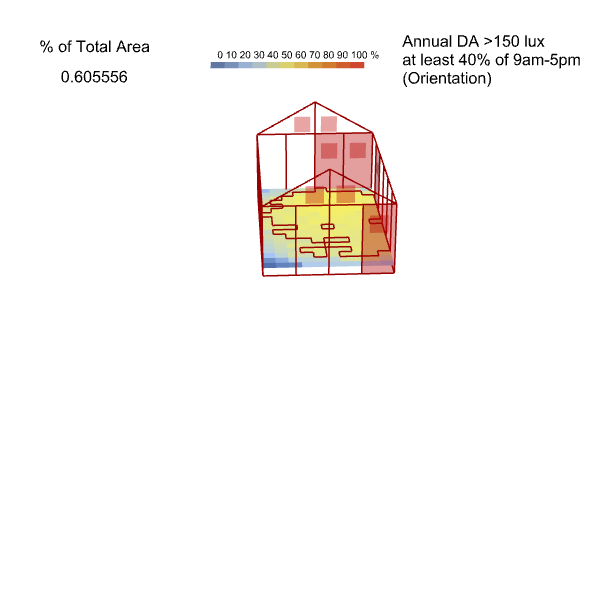 % of Total Area
0.605556
0 10 20 30 40 50 60 70 80 90 100 %
Annual DA >150 lux
at least 40% of 9am-5pm
(Orientation)